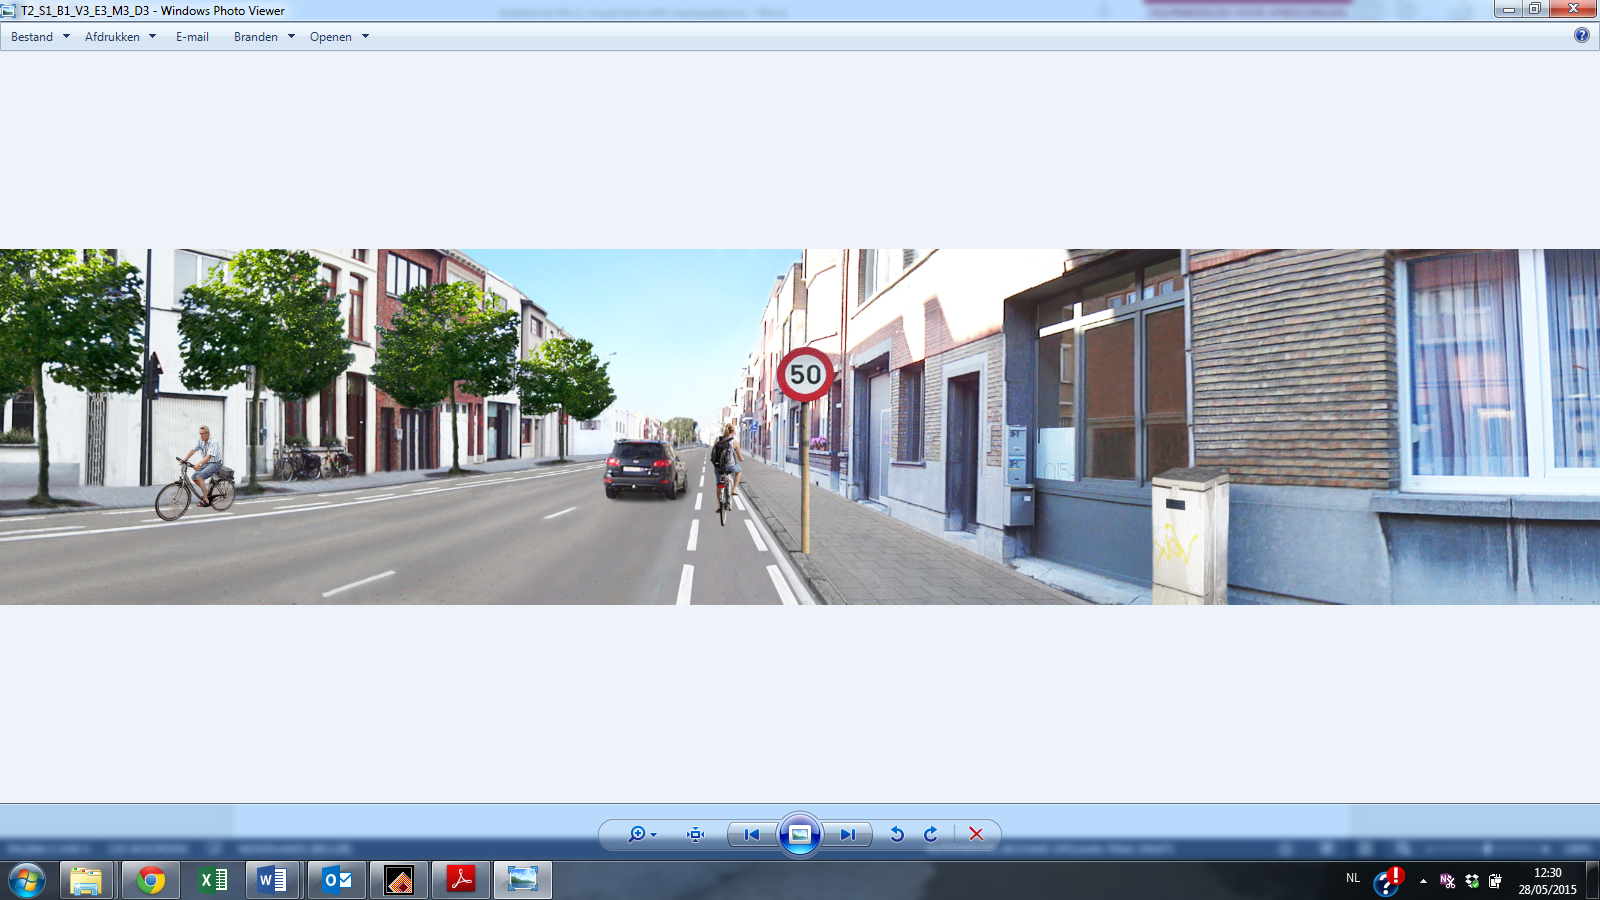 T2_S1_B1_V3_E3_M3_D3 - Windows Photo Viewer
Bestand Afdrukken E-mail Branden Openen
50
NL
12:30
28/05/2015